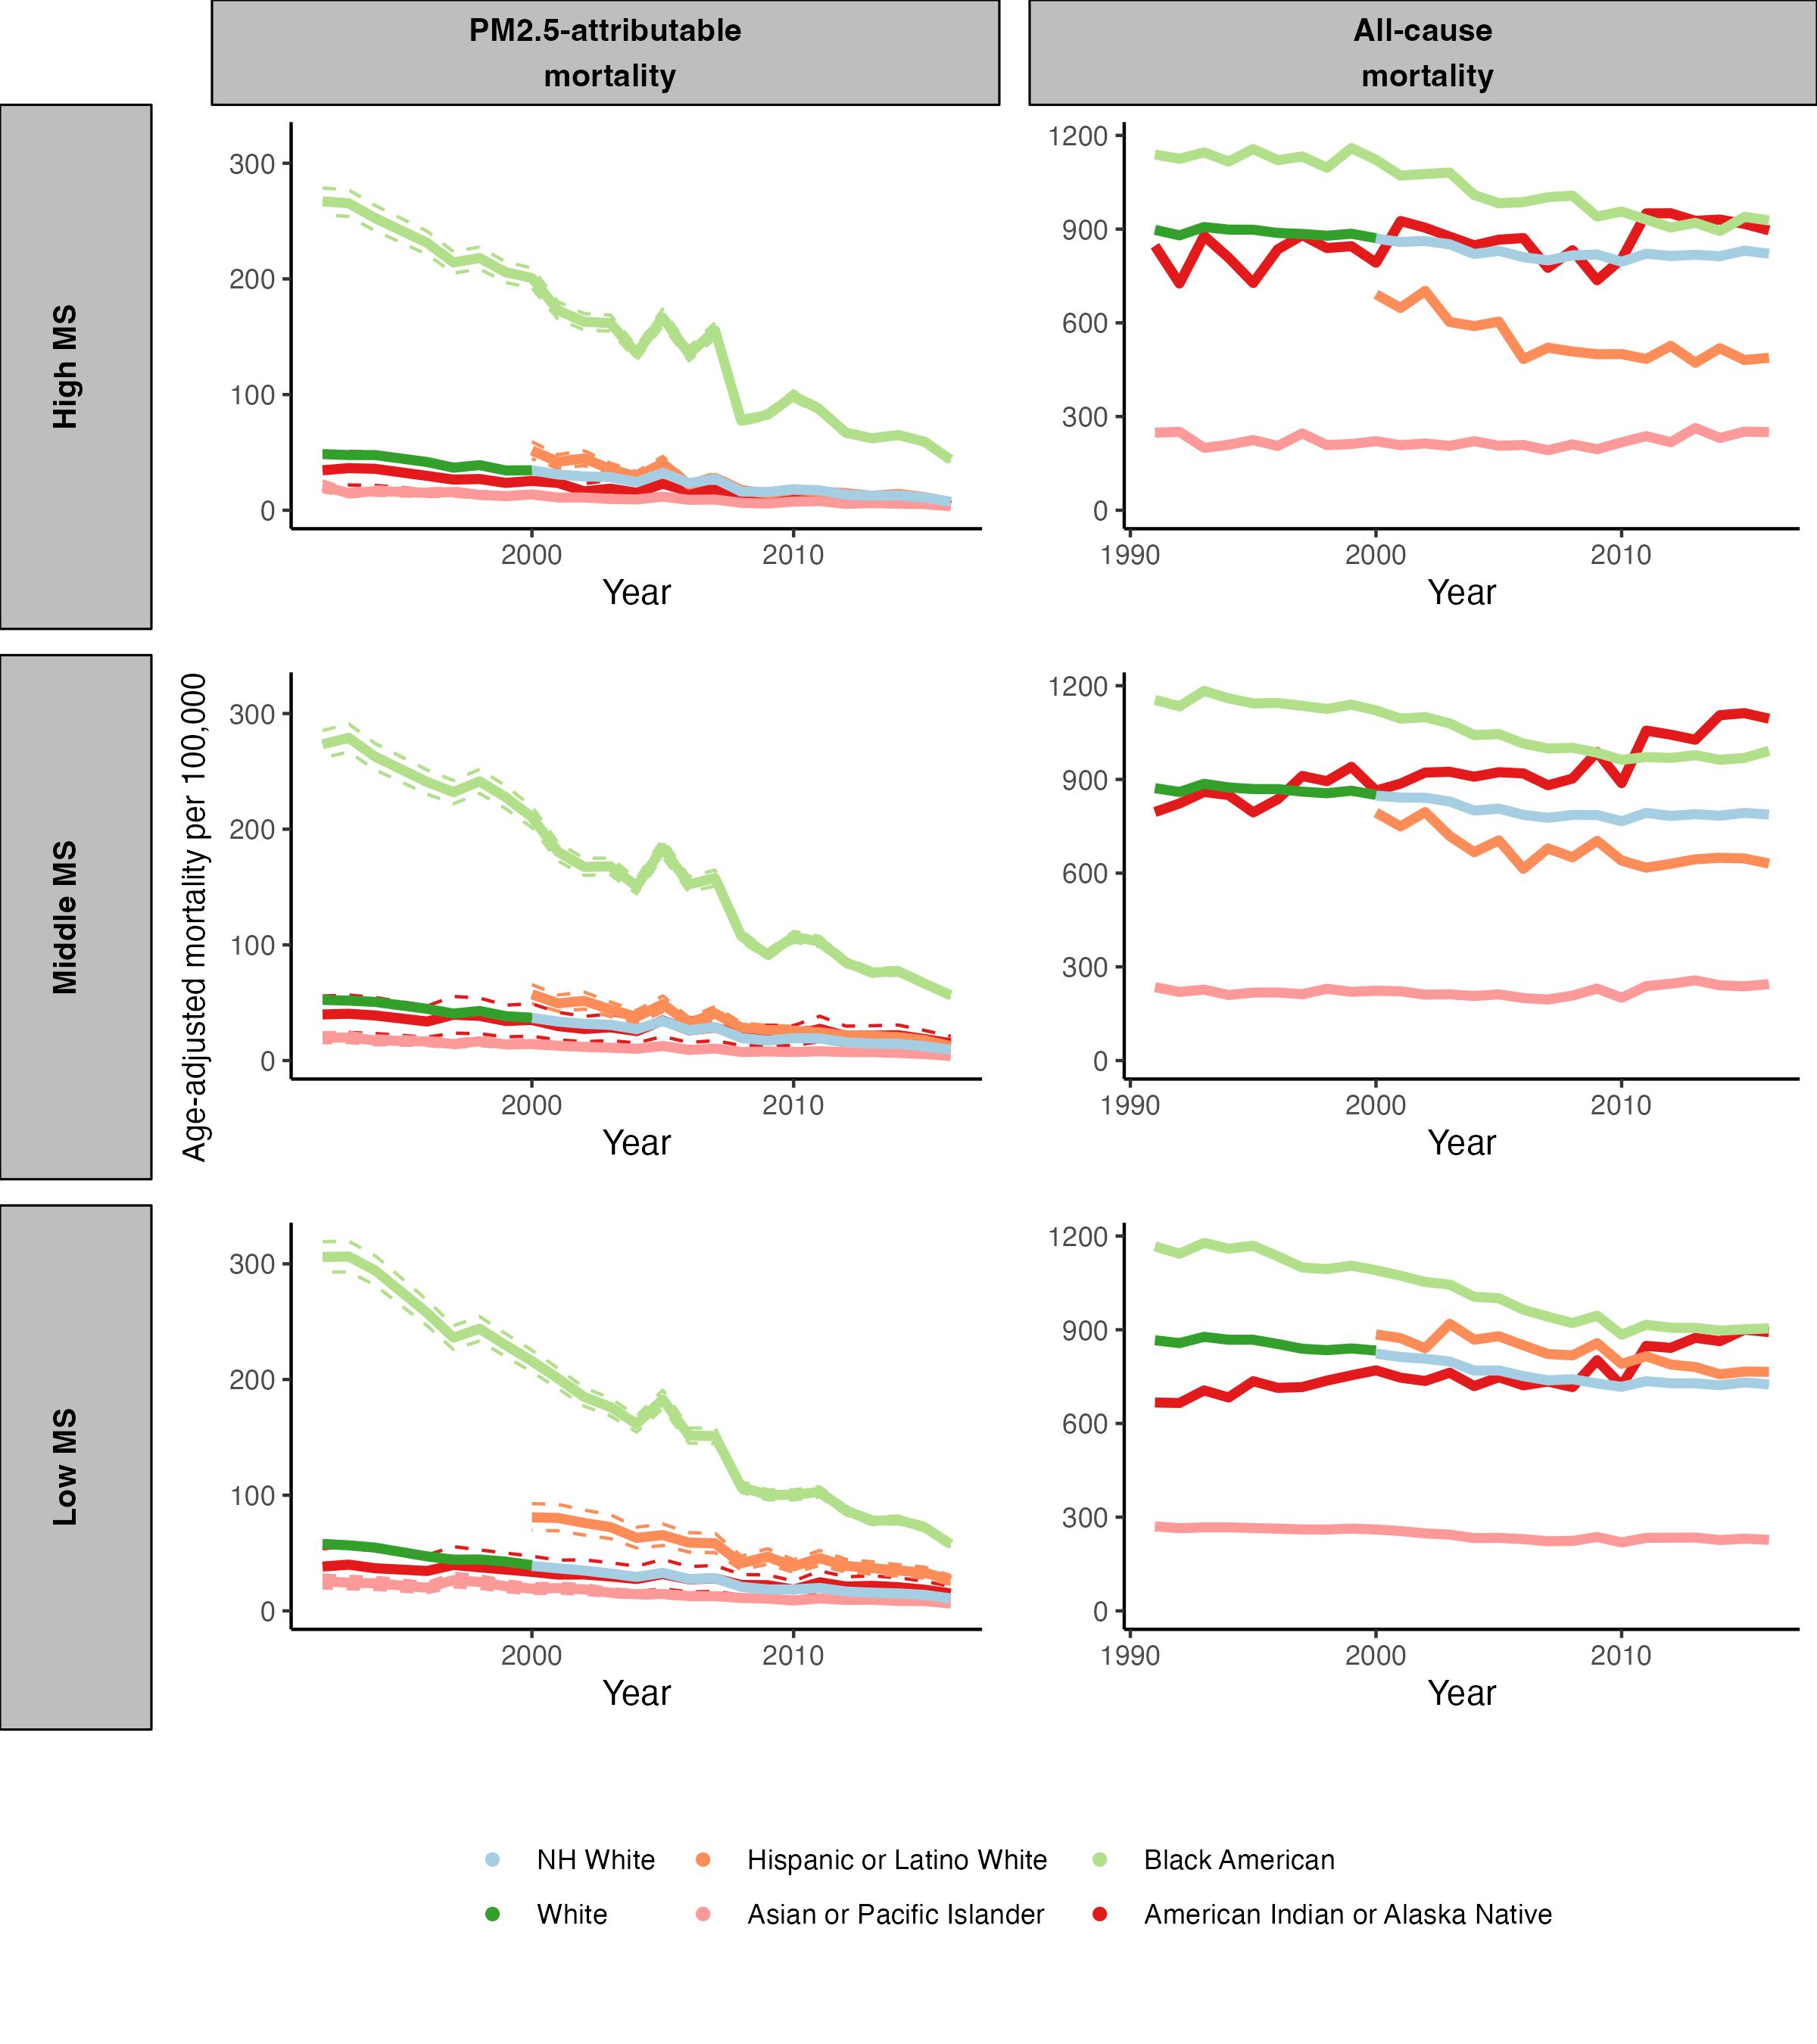 PM2.5-attributable
mortality
All-cause
mortality
High MS
300
200
100
0
2000
2010
Year
1200
900
600
300
0
1990
2000
2010
Year
Age-adjusted mortality per 100,000
Middle MS
300
200
100
0
2000
2010
Year
1200
900
600
300
0
1990
2000
2010
Year
Low MS
300
200
100
0
2000
2010
Year
1200
900
600
300
0
1990
2000
2010
Year
NH White
Hispanic or Latino White
Black American
White
Asian or Pacific Islander
American Indian or Alaska Native